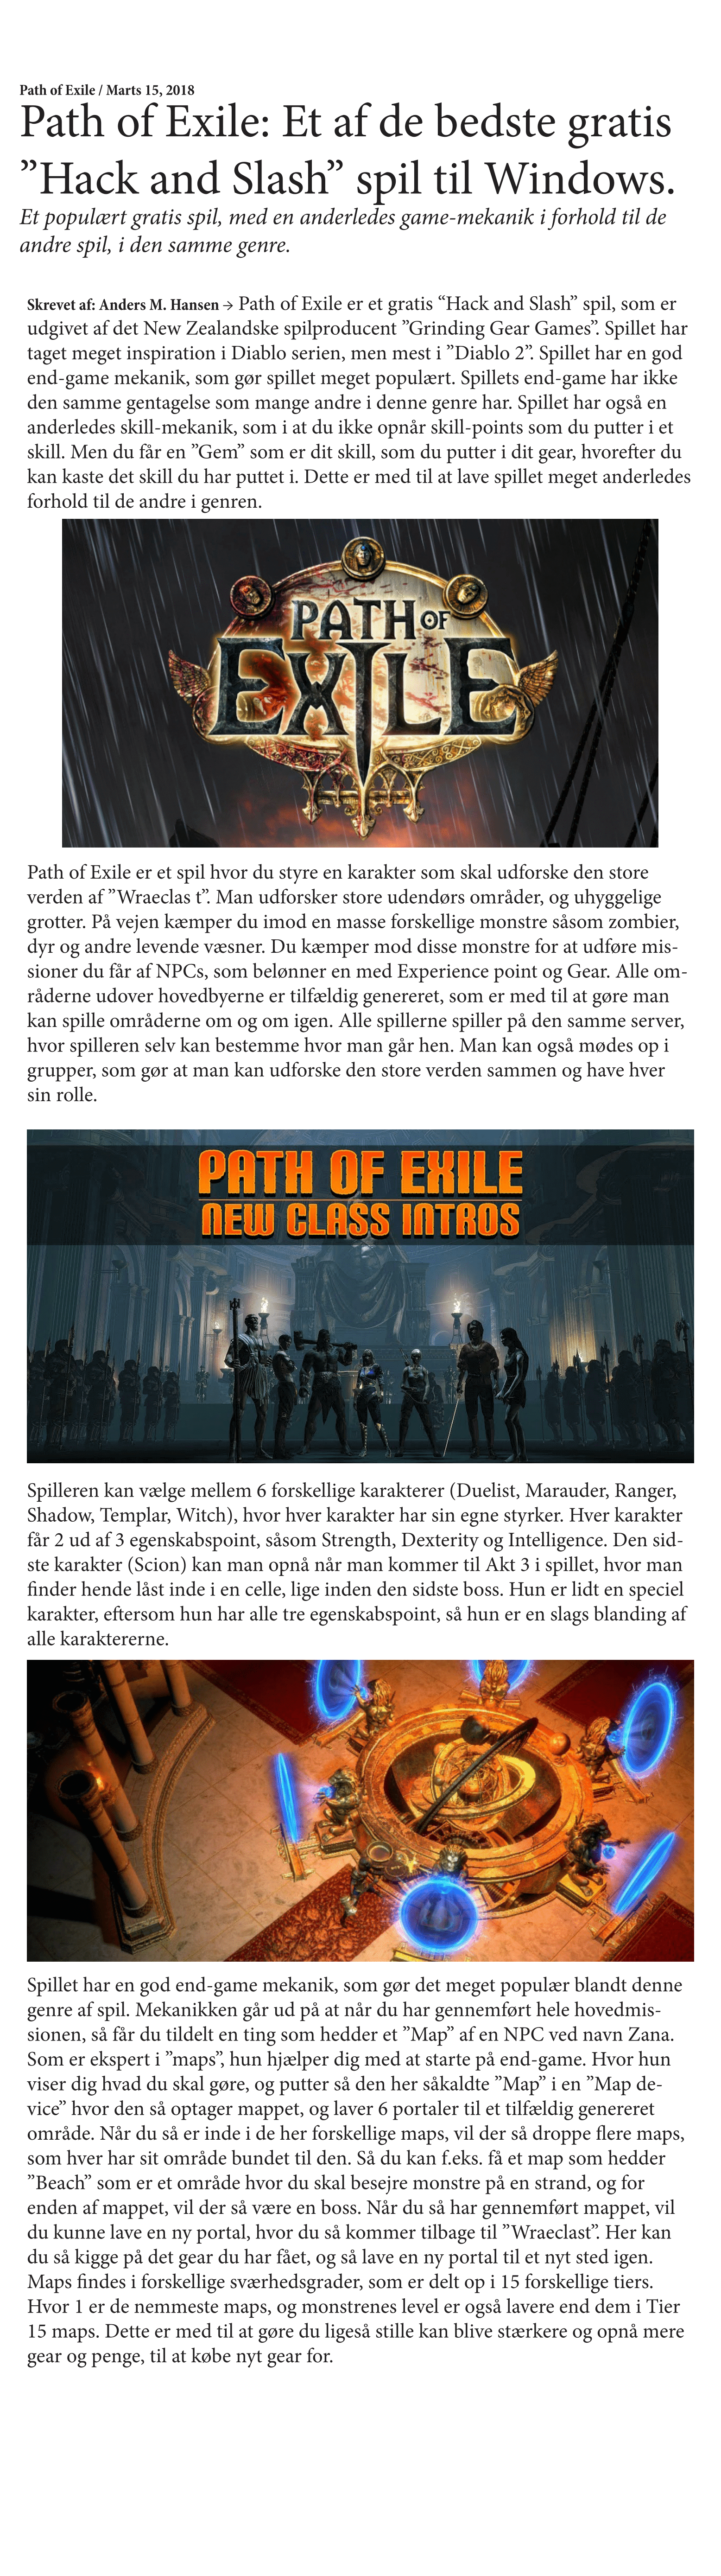 Path of Exile / Marts 15, 2018
Path of Exile: Et af de bedste gratis
”Hack and Slash” spil til Windows.
Et populært gratis spil, med en anderledes game-mekanik i forhold til de
andre spil, i den samme genre.
Skrevet af: Anders M. Hansen → Path of Exile er et gratis “Hack and Slash” spil, som er
udgivet af det New Zealandske spilproducent ”Grinding Gear Games”. Spillet har
taget meget inspiration i Diablo serien, men mest i ”Diablo 2”. Spillet har en god
end-game mekanik, som gør spillet meget populært. Spillets end-game har ikke
den samme gentagelse som mange andre i denne genre har. Spillet har også en
anderledes skill-mekanik, som i at du ikke opnår skill-points som du putter i et
skill. Men du får en ”Gem” som er dit skill, som du putter i dit gear, hvorefter du
kan kaste det skill du har puttet i. Dette er med til at lave spillet meget anderledes
forhold til de andre i genren.
PATH OF
EXILE
Path of Exile er et spil hvor du styre en karakter som skal udforske den store
verden af ”Wraeclas t”. Man udforsker store udendørs områder, og uhyggelige
grotter. På vejen kæmper du imod en masse forskellige monstre såsom zombier,
dyr og andre levende væsner. Du kæmper mod disse monstre for at udføre mis-
sioner du får af NPCs, som belønner en med Experience point og Gear. Alle om-
råderne udover hovedbyerne er tilfældig genereret, som er med til at gøre man
kan spille områderne om og om igen. Alle spillerne spiller på den samme server,
hvor spilleren selv kan bestemme hvor man går hen. Man kan også mødes op i
grupper, som gør at man kan udforske den store verden sammen og have hver
sin rolle.
PATH OF EXILE
NEW CLASS INTROS
Spilleren kan vælge mellem 6 forskellige karakterer (Duelist, Marauder, Ranger,
Shadow, Templar, Witch), hvor hver karakter har sin egne styrker. Hver karakter
får 2 ud af 3 egenskabspoint, såsom Strength, Dexterity og Intelligence. Den sid-
ste karakter (Scion) kan man opnå når man kommer til Akt 3 i spillet, hvor man
finder hende låst inde i en celle, lige inden den sidste boss. Hun er lidt en speciel
karakter, eftersom hun har alle tre egenskabspoint, så hun er en slags blanding af
alle karaktererne.
Spillet har en god end-game mekanik, som gør det meget populær blandt denne
genre af spil. Mekanikken går ud på at når du har gennemført hele hovedmis-
sionen, så får du tildelt en ting som hedder et ”Map” af en NPC ved navn Zana.
Som er ekspert i ”maps”, hun hjælper dig med at starte på end-game. Hvor hun
viser dig hvad du skal gøre, og putter så den her såkaldte ”Map” i en ”Map de-
vice” hvor den så optager mappet, og laver 6 portaler til et tilfældig genereret
område. Når du så er inde i de her forskellige maps, vil der så droppe flere maps,
som hver har sit område bundet til den. Så du kan f.eks. få et map som hedder
”Beach” som er et område hvor du skal besejre monstre på en strand, og for
enden af mappet, vil der så være en boss. Når du så har gennemført mappet, vil
du kunne lave en ny portal, hvor du så kommer tilbage til ”Wraeclast”. Her kan
du så kigge på det gear du har fået, og så lave en ny portal til et nyt sted igen.
Maps findes i forskellige sværhedsgrader, som er delt op i 15 forskellige tiers.
Hvor 1 er de nemmeste maps, og monstrenes level er også lavere end dem i Tier
15 maps. Dette er med til at gøre du ligeså stille kan blive stærkere og opnå mere
gear og penge, til at købe nyt gear for.